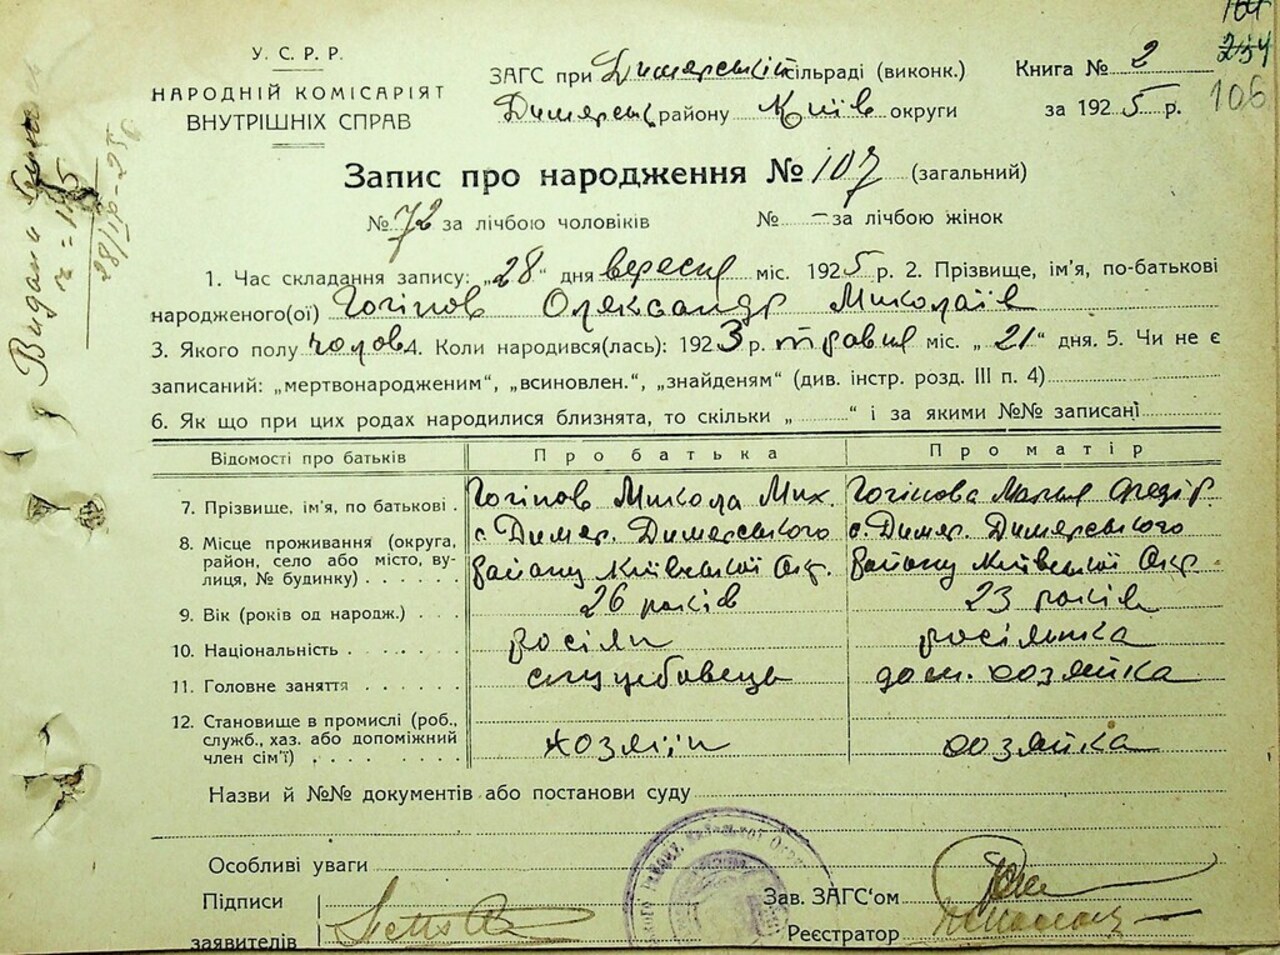 У. С. Р. Р.
НАРОДНІЙ КОМІСАРІЯТ
ВНУТРІШНІХ СПРАВ
ЗАГС при Димерській сільраді (виконк.)
Димерськ. району Київ округи
Книга № 2
за 1925 р.
106
Запис про народження № 107 (загальний)
№ 72 за лічбою чоловіків № — за лічбою жінок
1. Час складання запису: „28“ дня вересня міс. 1925 р. 2. Прізвище, ім'я, по-батькові
народженого(ої) Гогінов Олександр Миколаїв
3. Якого полу чолов 4. Коли народився(лась): 1923 р. травня міс. „21“ дня. 5. Чи не є
записаний: „мертвонародженим“, „всиновлен.“, „знайденям“ (див. інстр. розд. III п. 4)
6. Як що при цих родах народилися близнята, то скільки „ “ і за якими №№ записані
Відомості про батьків Про батька Про матір
7. Прізвище, ім'я, по батькові . Гогінов Микола Мих. Гогінова Марья Федір.
8. Місце проживання (округа, район, село або місто, вулиця, № будинку) с. Димер. Димерського с. Димер. Димерського
району Київської Окр. району Київської Окр.
9. Вік (років од народж.) 26 років 23 років
10. Національність росіян росіянка
11. Головне заняття службовець дом. хозяйка
12. Становище в промислі (роб., служб., хаз. або допоміжний член сім'ї) хозяїн хозяйка
Назви й №№ документів або постанови суду
Особливі уваги
Підписи
заявителів
Зав. ЗАГС'ом
Реєстратор
Видани
28/IX-25